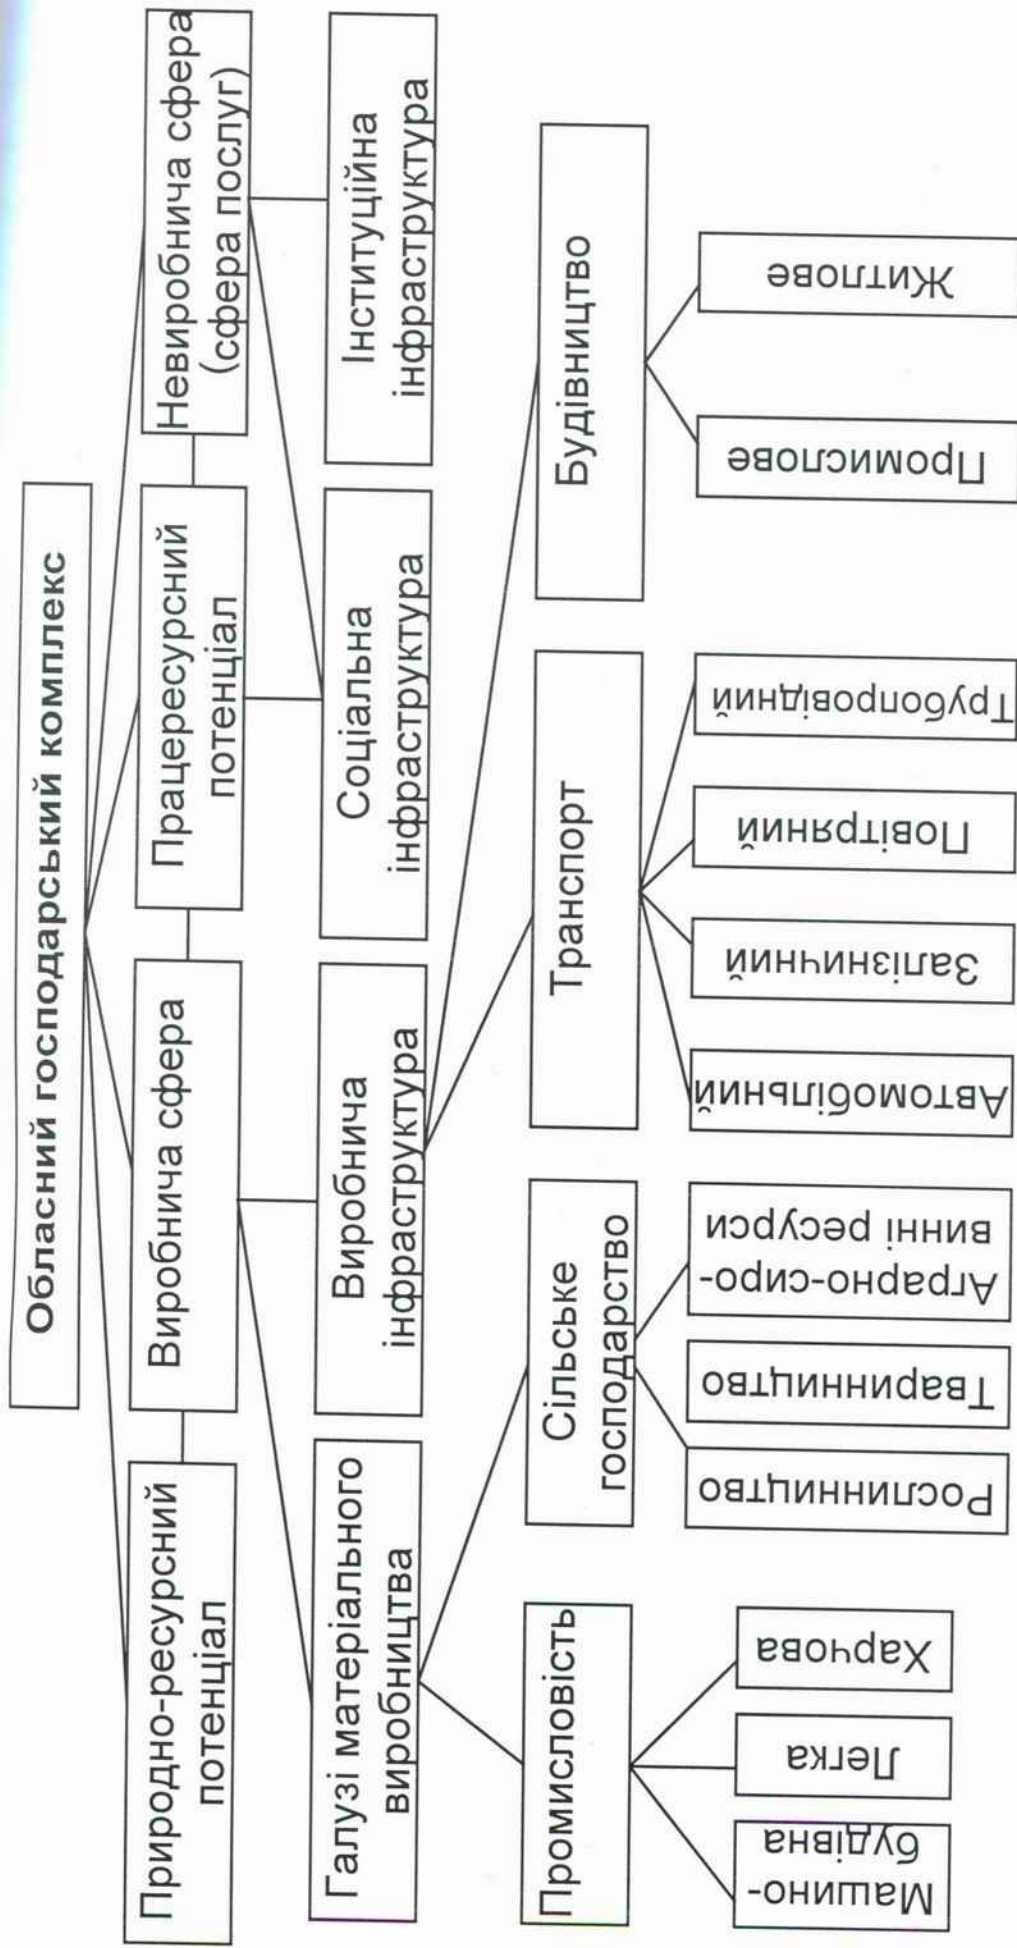 Обласний господарський комплекс
Природно-ресурсний
потенціал
Виробнича сфера
Працересурсний
потенціал
Невиробнича сфера
(сфера послуг)
Галузі матеріального
виробництва
Виробнича
інфраструктура
Соціальна
інфраструктура
Інституційна
інфраструктура
Промисловість
Сільське
господарство
Транспорт
Будівництво
Машино-
будівна
Легка
Харчова
Рослинництво
Тваринництво
Аграрно-сиро-
винні ресурси
Автомобільний
Залізничний
Повітряний
Трубопровідний
Промислове
Житлове